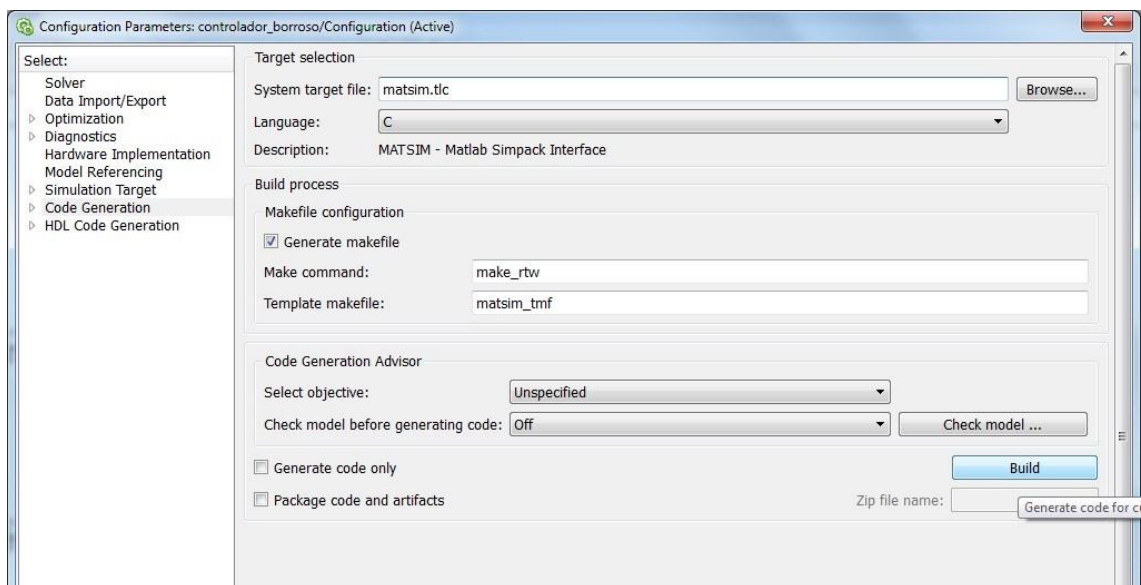 Configuration Parameters: controlador_borroso/Configuration (Active)
Select:
Solver
Data Import/Export
Optimization
Diagnostics
Hardware Implementation
Model Referencing
Simulation Target
Code Generation
HDL Code Generation
Target selection
System target file: matsim.tlc Browse...
Language: C
Description: MATSIM - Matlab Simpack Interface
Build process
Makefile configuration
Generate makefile
Make command: make_rtw
Template makefile: matsim_tmf
Code Generation Advisor
Select objective: Unspecified
Check model before generating code: Off Check model ...
Generate code only Build
Package code and artifacts Zip file name:
Generate code for